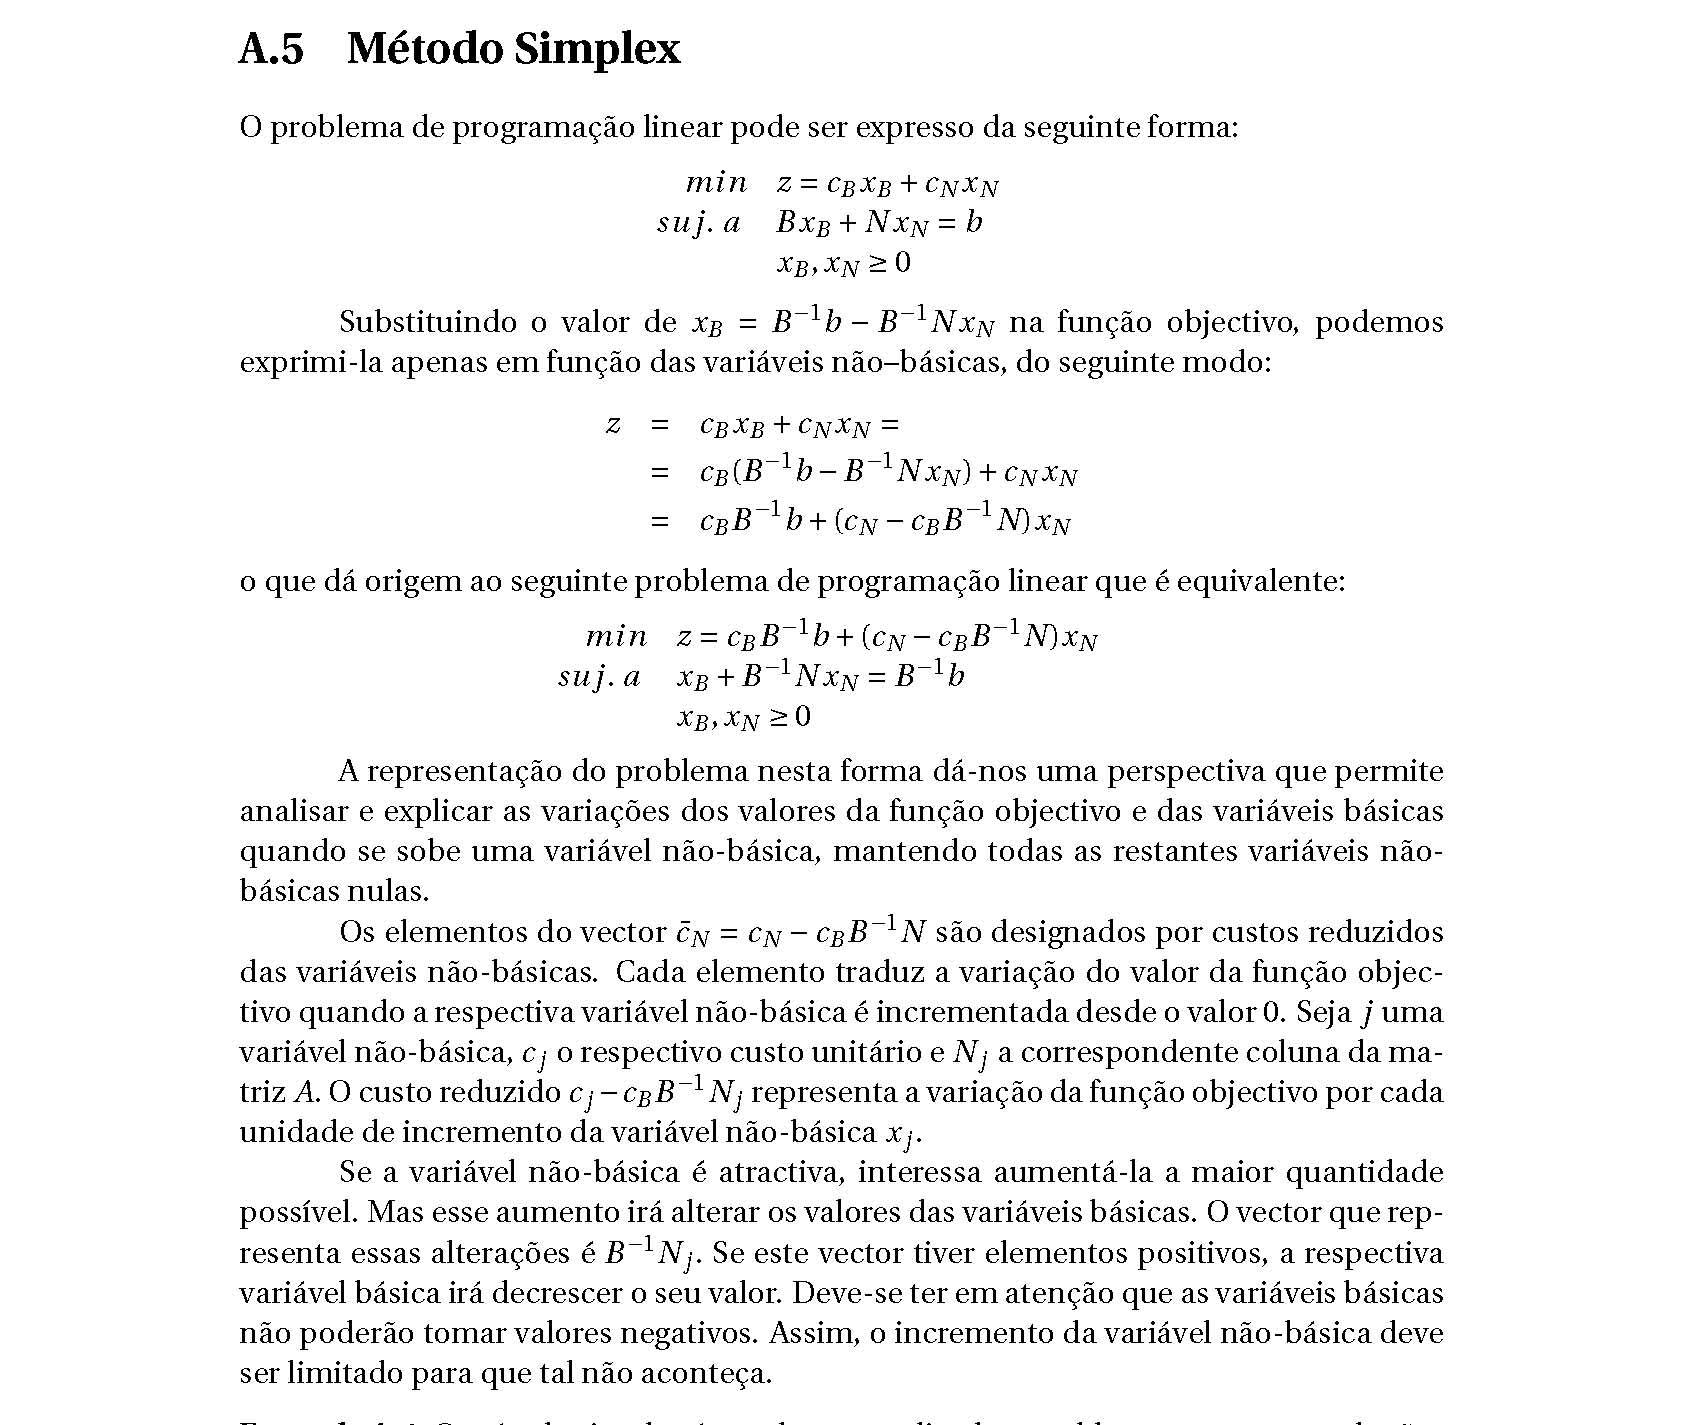 A.5 Método Simplex
O problema de programação linear pode ser expresso da seguinte forma:
min z = c_B x_B + c_N x_N
suj. a B x_B + N x_N = b
x_B, x_N ≥ 0
Substituindo o valor de x_B = B^{-1}b − B^{-1}N x_N na função objectivo, podemos
exprimi-la apenas em função das variáveis não–básicas, do seguinte modo:
z = c_B x_B + c_N x_N =
= c_B(B^{-1}b − B^{-1}N x_N) + c_N x_N
= c_B B^{-1}b + (c_N − c_B B^{-1}N) x_N
o que dá origem ao seguinte problema de programação linear que é equivalente:
min z = c_B B^{-1}b + (c_N − c_B B^{-1}N) x_N
suj. a x_B + B^{-1}N x_N = B^{-1}b
x_B, x_N ≥ 0
A representação do problema nesta forma dá-nos uma perspectiva que permite
analisar e explicar as variações dos valores da função objectivo e das variáveis básicas
quando se sobe uma variável não-básica, mantendo todas as restantes variáveis não-
básicas nulas.
Os elementos do vector c̄_N = c_N − c_B B^{-1}N são designados por custos reduzidos
das variáveis não-básicas. Cada elemento traduz a variação do valor da função objec-
tivo quando a respectiva variável não-básica é incrementada desde o valor 0. Seja j uma
variável não-básica, c_j o respectivo custo unitário e N_j a correspondente coluna da ma-
triz A. O custo reduzido c_j − c_B B^{-1}N_j representa a variação da função objectivo por cada
unidade de incremento da variável não-básica x_j.
Se a variável não-básica é atractiva, interessa aumentá-la a maior quantidade
possível. Mas esse aumento irá alterar os valores das variáveis básicas. O vector que rep-
resenta essas alterações é B^{-1}N_j. Se este vector tiver elementos positivos, a respectiva
variável básica irá decrescer o seu valor. Deve-se ter em atenção que as variáveis básicas
não poderão tomar valores negativos. Assim, o incremento da variável não-básica deve
ser limitado para que tal não aconteça.